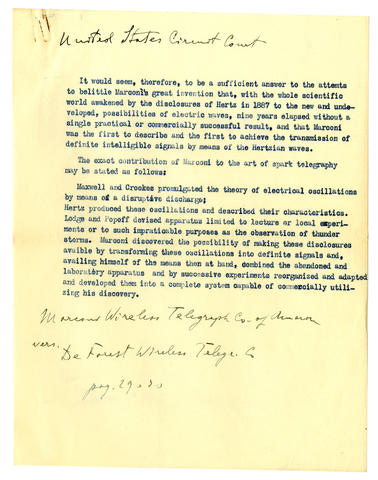 United States Circuit Court
It would seem, therefore, to be a sufficient answer to the attemts
to belittle Marconi's great invention that, with the whole scientific
world awakened by the disclosures of Hertz in 1887 to the new and unde-
veloped, possibilities of electric waves, nine years elapsed without a
single practical or commercially successful result, and that Marconi
was the first to describe and the first to achieve the transmission of
definite intelligible signals by means of the Hertzian waves.
The exact contribution of Marconi to the art of spark telegraphy
may be stated as follows:
Maxwell and Crookes promulgated the theory of electrical oscillations
by means of a disruptive discharge;
Hertz produced these oscillations and described their characteristics.
Lodge and Popoff devised apparatus limited to lecture or local experi-
ments or to such impraticable purposes as the observation of thunder
storms. Marconi discovered the possibility of making these disclosures
avaible by transforming these oscillations into definite signals and,
availing himself of the means then at hand, combined the abandoned and
laboratory apparatus and by successive experiments reorganized and adapted
and developed them into a complete system capable of commercially utili-
zing his discovery.
Marconi Wireless Telegraph Co. of America
vers.
De Forest Wireless Telegr. Co
pag. 29 o 30